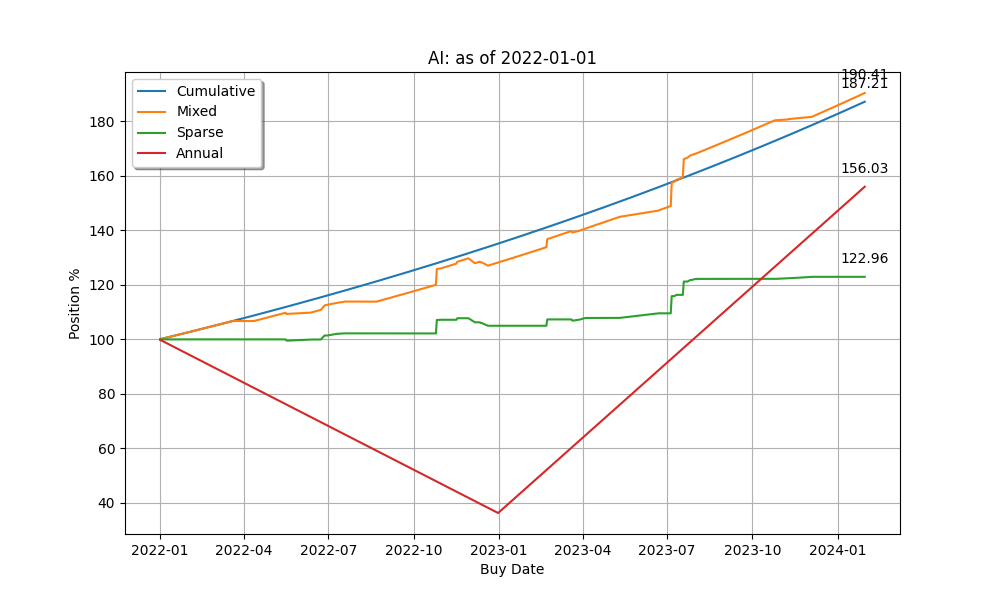 AI: as of 2022-01-01
Cumulative
Mixed
Sparse
Annual
190.41
187.21
156.03
122.96
Position %
180
160
140
120
100
80
60
40
2022-01 2022-04 2022-07 2022-10 2023-01 2023-04 2023-07 2023-10 2024-01
Buy Date